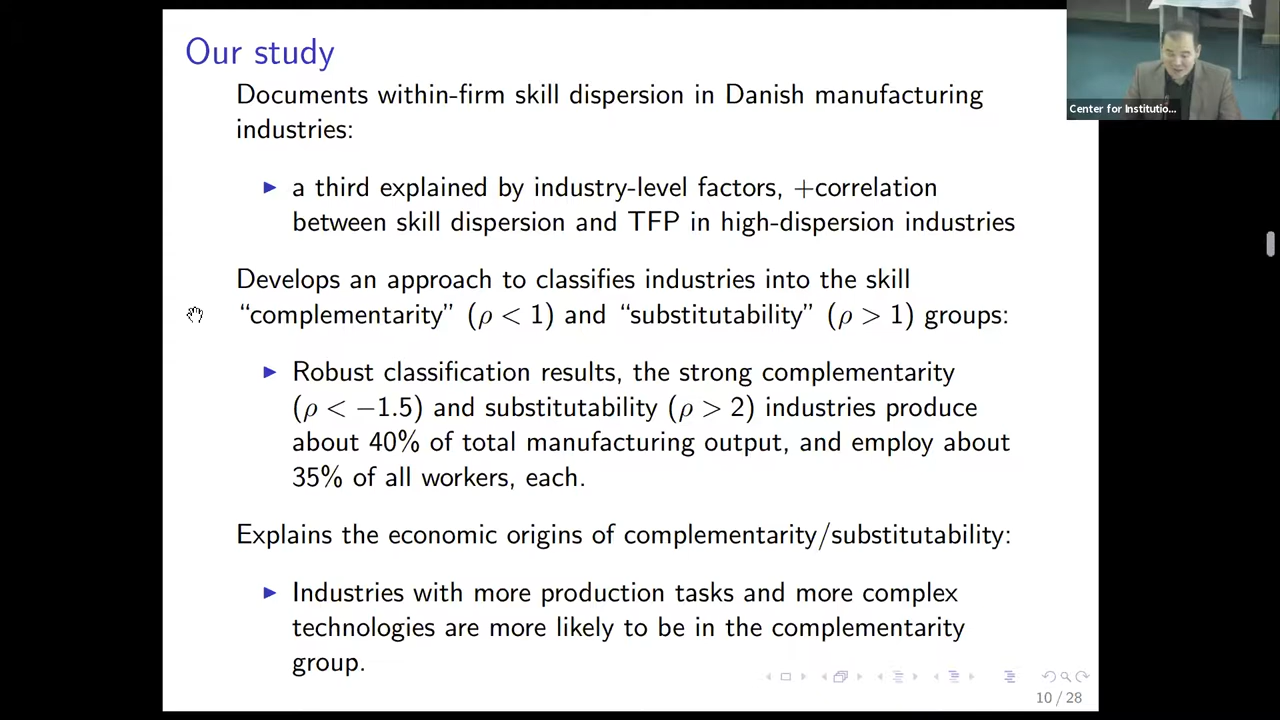 Our study
Documents within-firm skill dispersion in Danish manufacturing
industries:
▶ a third explained by industry-level factors, +correlation
between skill dispersion and TFP in high-dispersion industries
Develops an approach to classifies industries into the skill
“complementarity” (ρ < 1) and “substitutability” (ρ > 1) groups:
▶ Robust classification results, the strong complementarity
(ρ < −1.5) and substitutability (ρ > 2) industries produce
about 40% of total manufacturing output, and employ about
35% of all workers, each.
Explains the economic origins of complementarity/substitutability:
▶ Industries with more production tasks and more complex
technologies are more likely to be in the complementarity
group.
10 / 28
Center for Institutio...